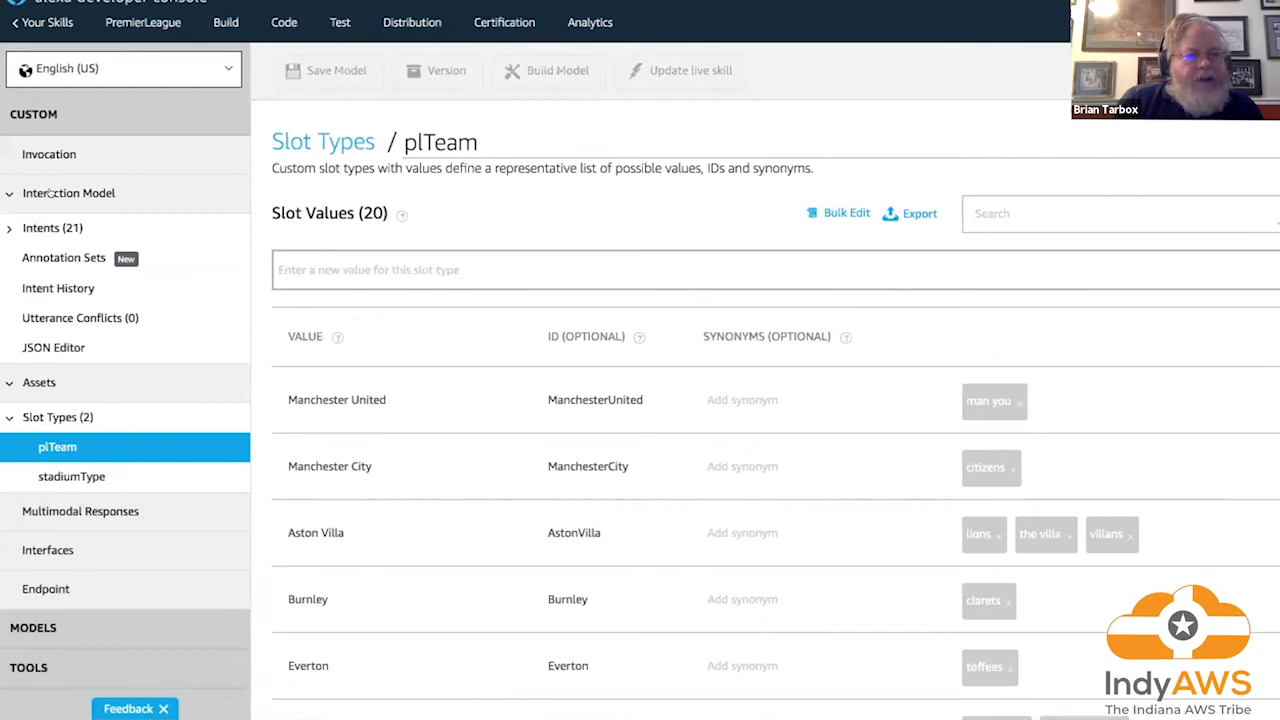 alexa developer console
Your Skills PremierLeague Build Code Test Distribution Certification Analytics
English (US)
Save Model Version Build Model Update live skill
Brian Tarbox
CUSTOM
Invocation
Interaction Model
Intents (21)
Annotation Sets New
Intent History
Utterance Conflicts (0)
JSON Editor
Assets
Slot Types (2)
plTeam
stadiumType
Multimodal Responses
Interfaces
Endpoint
MODELS
TOOLS
Feedback ✕
Slot Types / plTeam
Custom slot types with values define a representative list of possible values, IDs and synonyms.
Slot Values (20) ?
Bulk Edit Export Search
Enter a new value for this slot type
VALUE ? ID (OPTIONAL) ? SYNONYMS (OPTIONAL) ?
Manchester United ManchesterUnited Add synonym man you ×
Manchester City ManchesterCity Add synonym citizens ×
Aston Villa AstonVilla Add synonym lions × the villa × villans ×
Burnley Burnley Add synonym clarets ×
Everton Everton Add synonym toffees ×
IndyAWS
The Indiana AWS Tribe